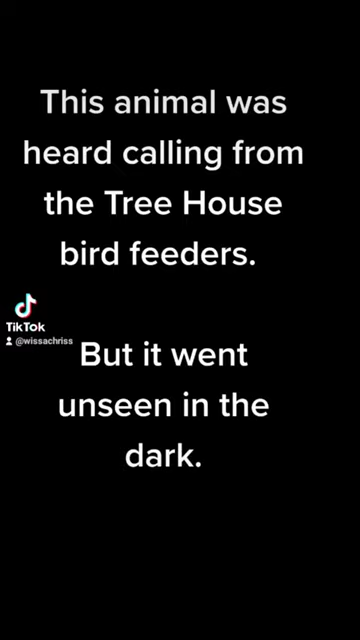 This animal was
heard calling from
the Tree House
bird feeders.
TikTok
@wissachriss
But it went
unseen in the
dark.